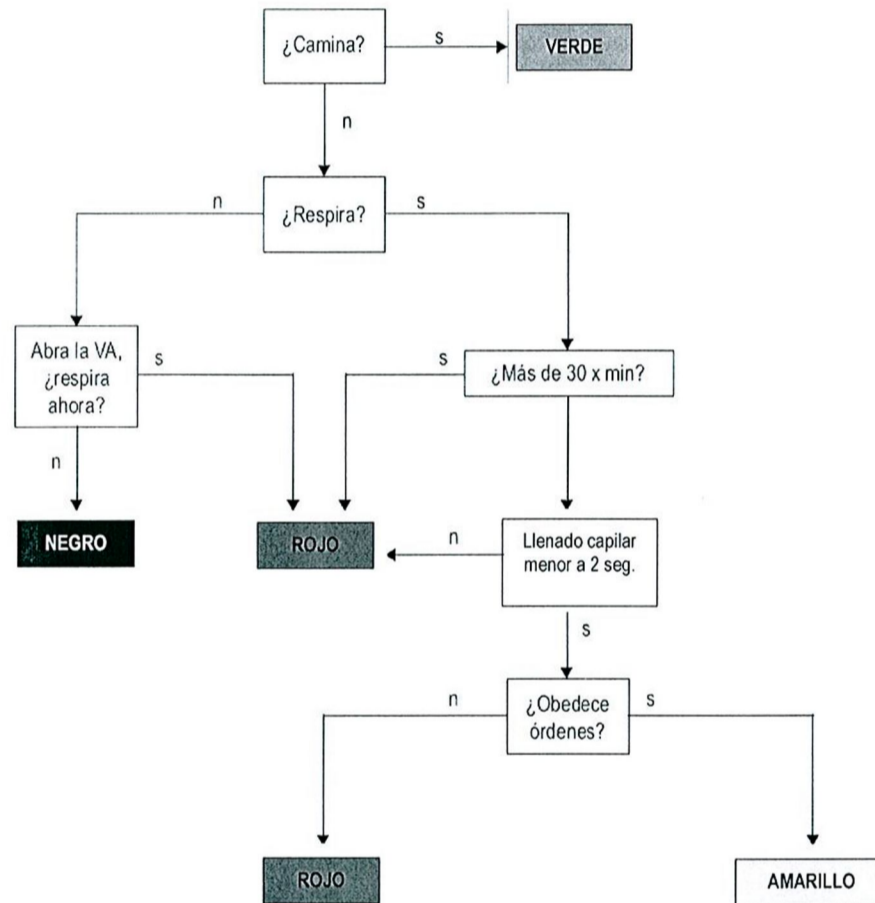 ¿Camina?
s
VERDE
n
n
¿Respira?
s
Abra la VA,
¿respira
ahora?
s
s
¿Más de 30 x min?
n
NEGRO
ROJO
n
Llenado capilar
menor a 2 seg.
s
n
¿Obedece
órdenes?
s
ROJO
AMARILLO